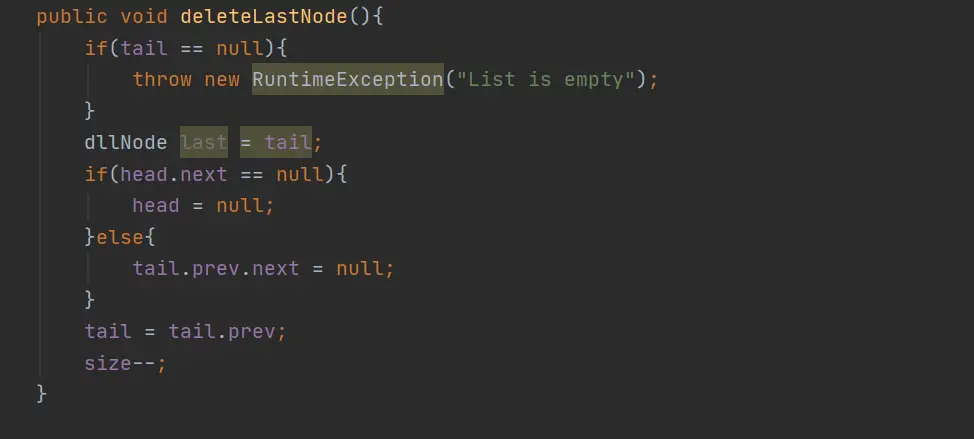 public void deleteLastNode(){
    if(tail == null){
        throw new RuntimeException("List is empty");
    }
    dllNode last = tail;
    if(head.next == null){
        head = null;
    }else{
        tail.prev.next = null;
    }
    tail = tail.prev;
    size--;
}